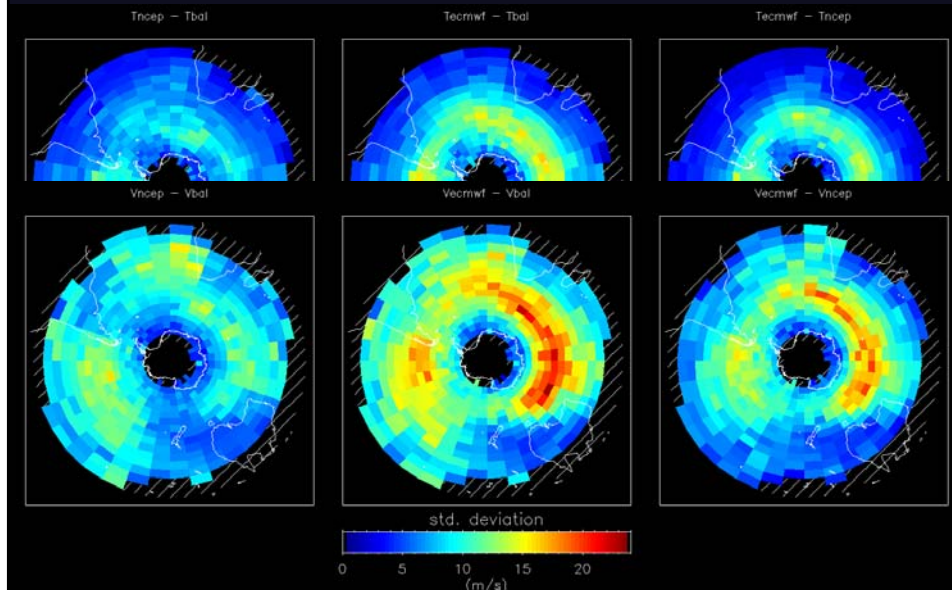 Tncep – Tbal
Tecmwf – Tbal
Tecmwf – Tncep
Vncep – Vbal
Vecmwf – Vbal
Vecmwf – Vncep
std. deviation
0 5 10 15 20
(m/s)